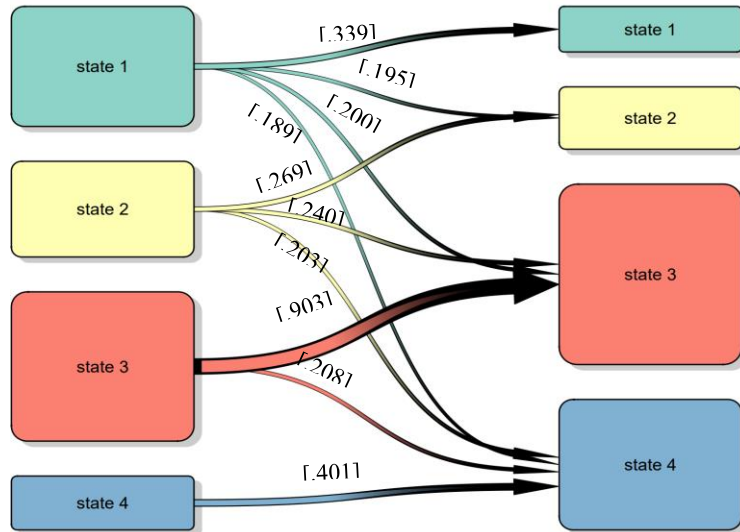 state 1
state 2
state 3
state 4
[.339]
[.195]
[.200]
[.189]
[.269]
[.240]
[.203]
[.903]
[.208]
[.401]
state 1
state 2
state 3
state 4